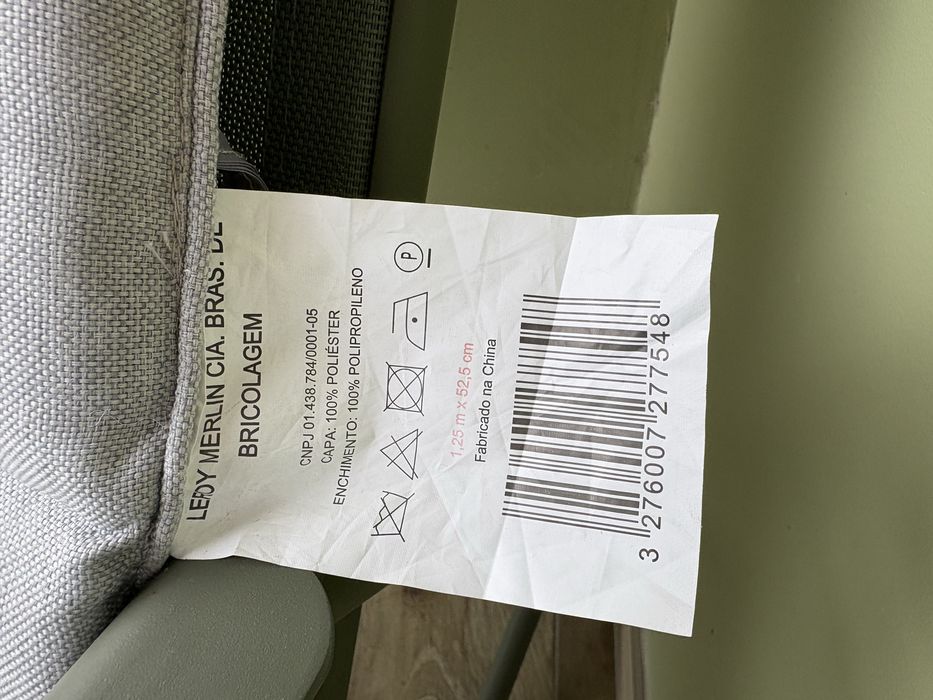 LEROY MERLIN CIA. BRAS. DE
BRICOLAGEM
CNPJ 01.438.784/0001-05
CAPA: 100% POLIÉSTER
ENCHIMENTO: 100% POLIPROPILENO
P
1,25 m x 52,5 cm
Fabricado na China
3 276007 277548